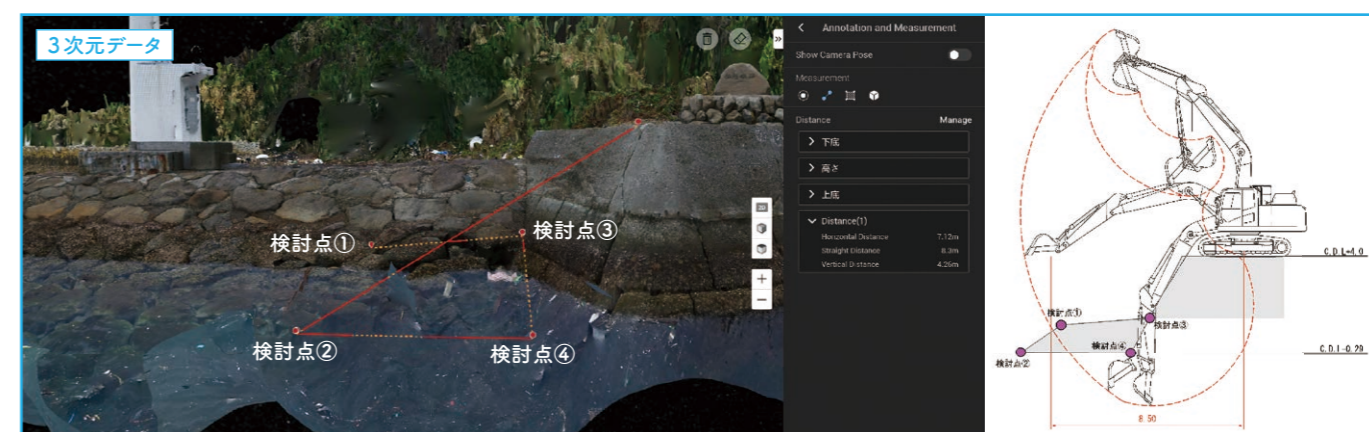 3次元データ
検討点①
検討点③
検討点②
検討点④
Annotation and Measurement
Show Camera Pose
Measurement
Distance
Manage
下底
高さ
上底
Distance(1)
Horizontal Distance 7.12m
Straight Distance 8.3m
Vertical Distance 4.26m
C.D.L+4.0
検討点①
検討点③
検討点④
検討点②
C.D.L-0.29
8.50